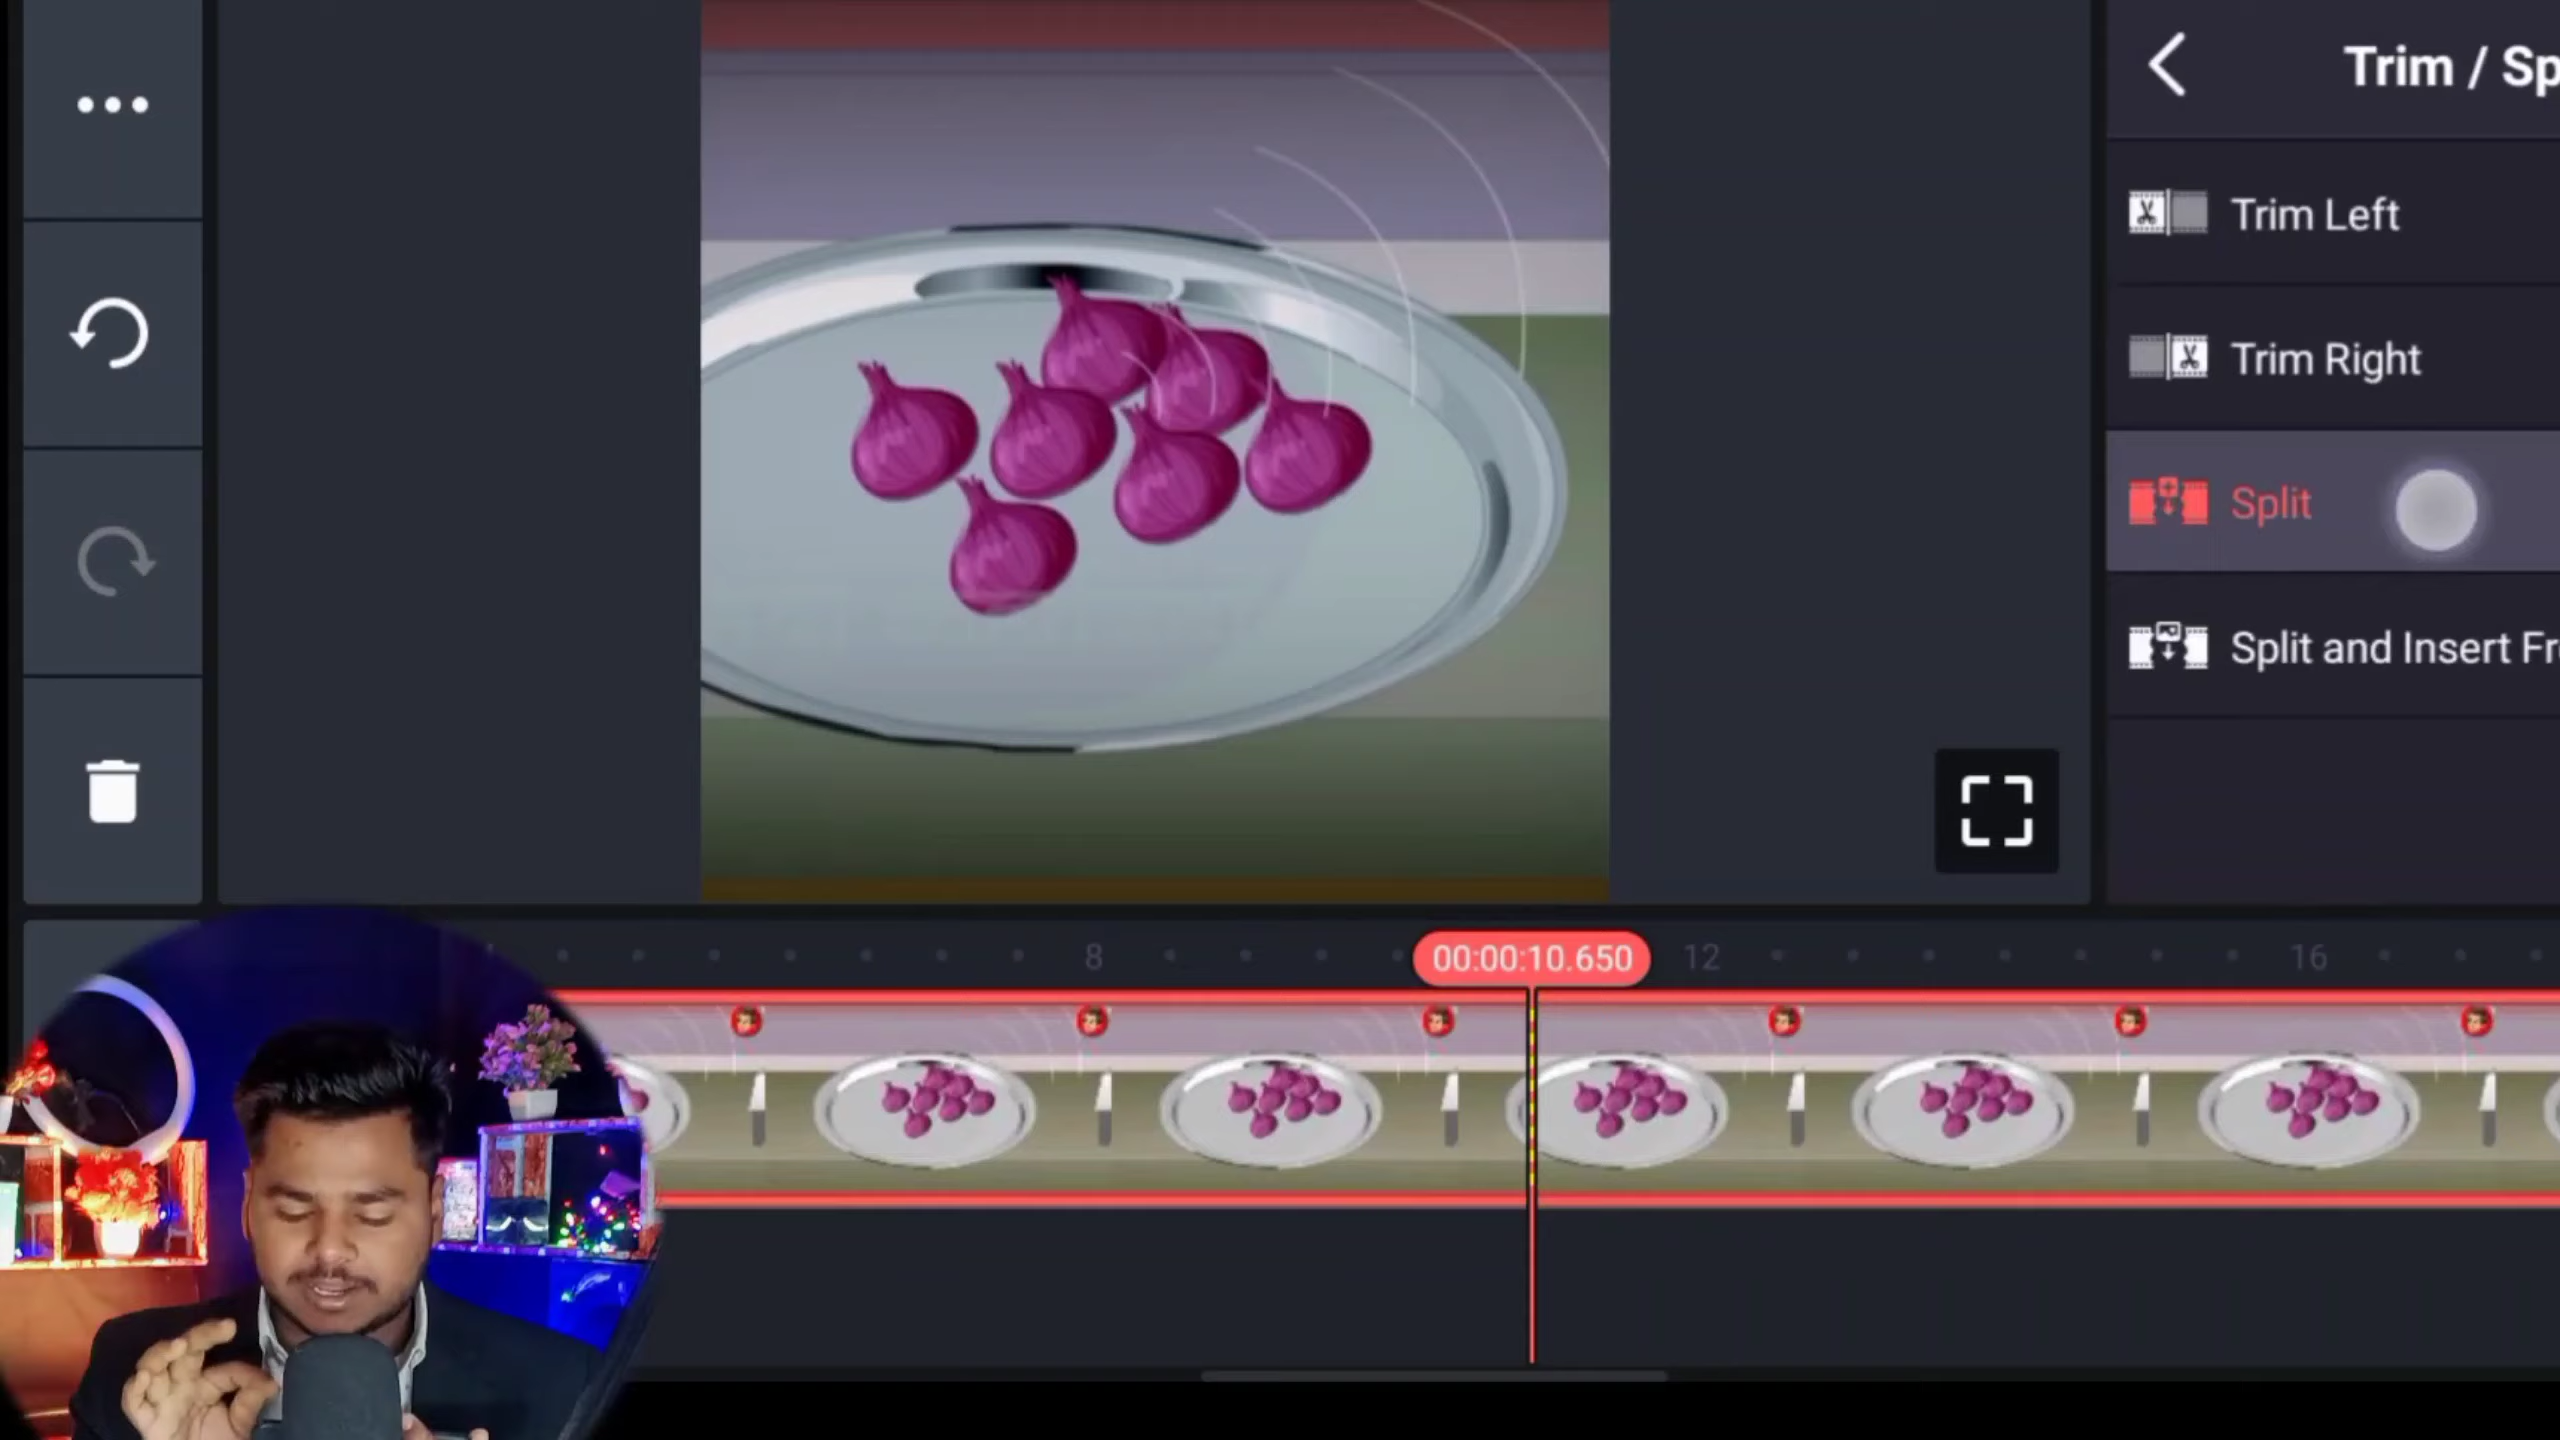 Trim / Sp
Trim Left
Trim Right
Split
Split and Insert Fr
8
00:00:10.650
12
16